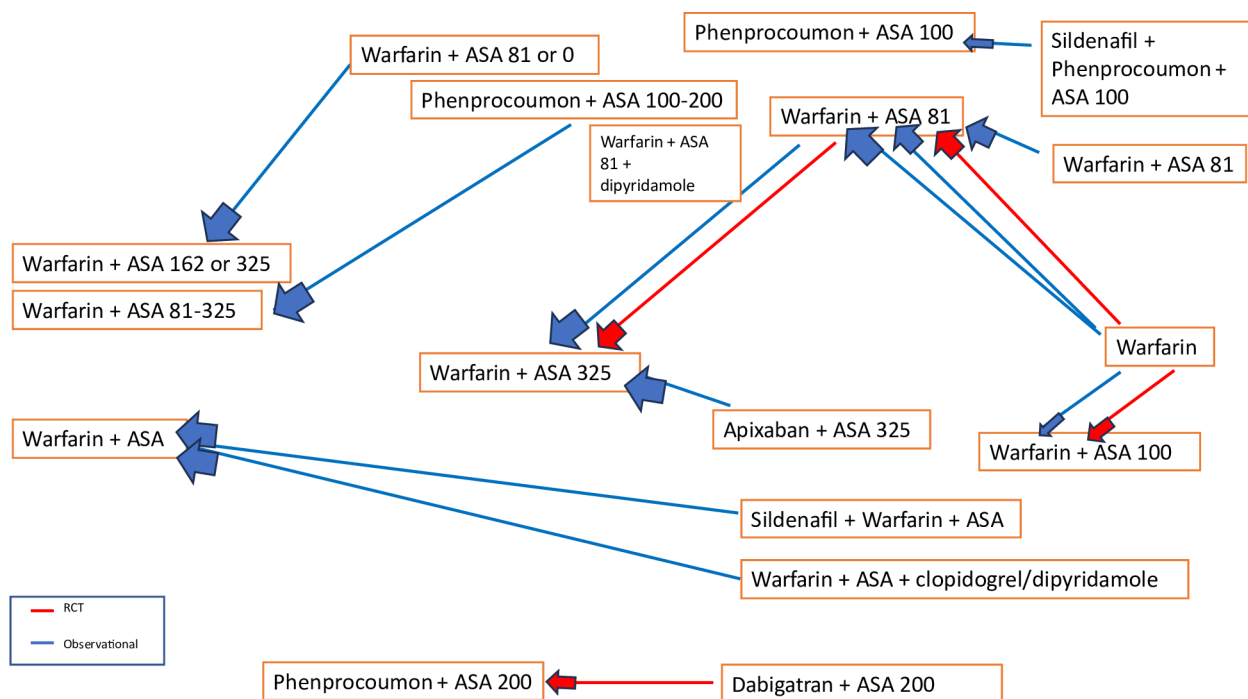 Phenprocoumon + ASA 100
Sildenafil +
Phenprocoumon +
ASA 100
Warfarin + ASA 81 or 0
Phenprocoumon + ASA 100-200
Warfarin + ASA 81
Warfarin + ASA
81 +
dipyridamole
Warfarin + ASA 81
Warfarin + ASA 162 or 325
Warfarin + ASA 81-325
Warfarin
Warfarin + ASA 325
Apixaban + ASA 325
Warfarin + ASA
Warfarin + ASA 100
Sildenafil + Warfarin + ASA
Warfarin + ASA + clopidogrel/dipyridamole
RCT
Observational
Phenprocoumon + ASA 200
Dabigatran + ASA 200